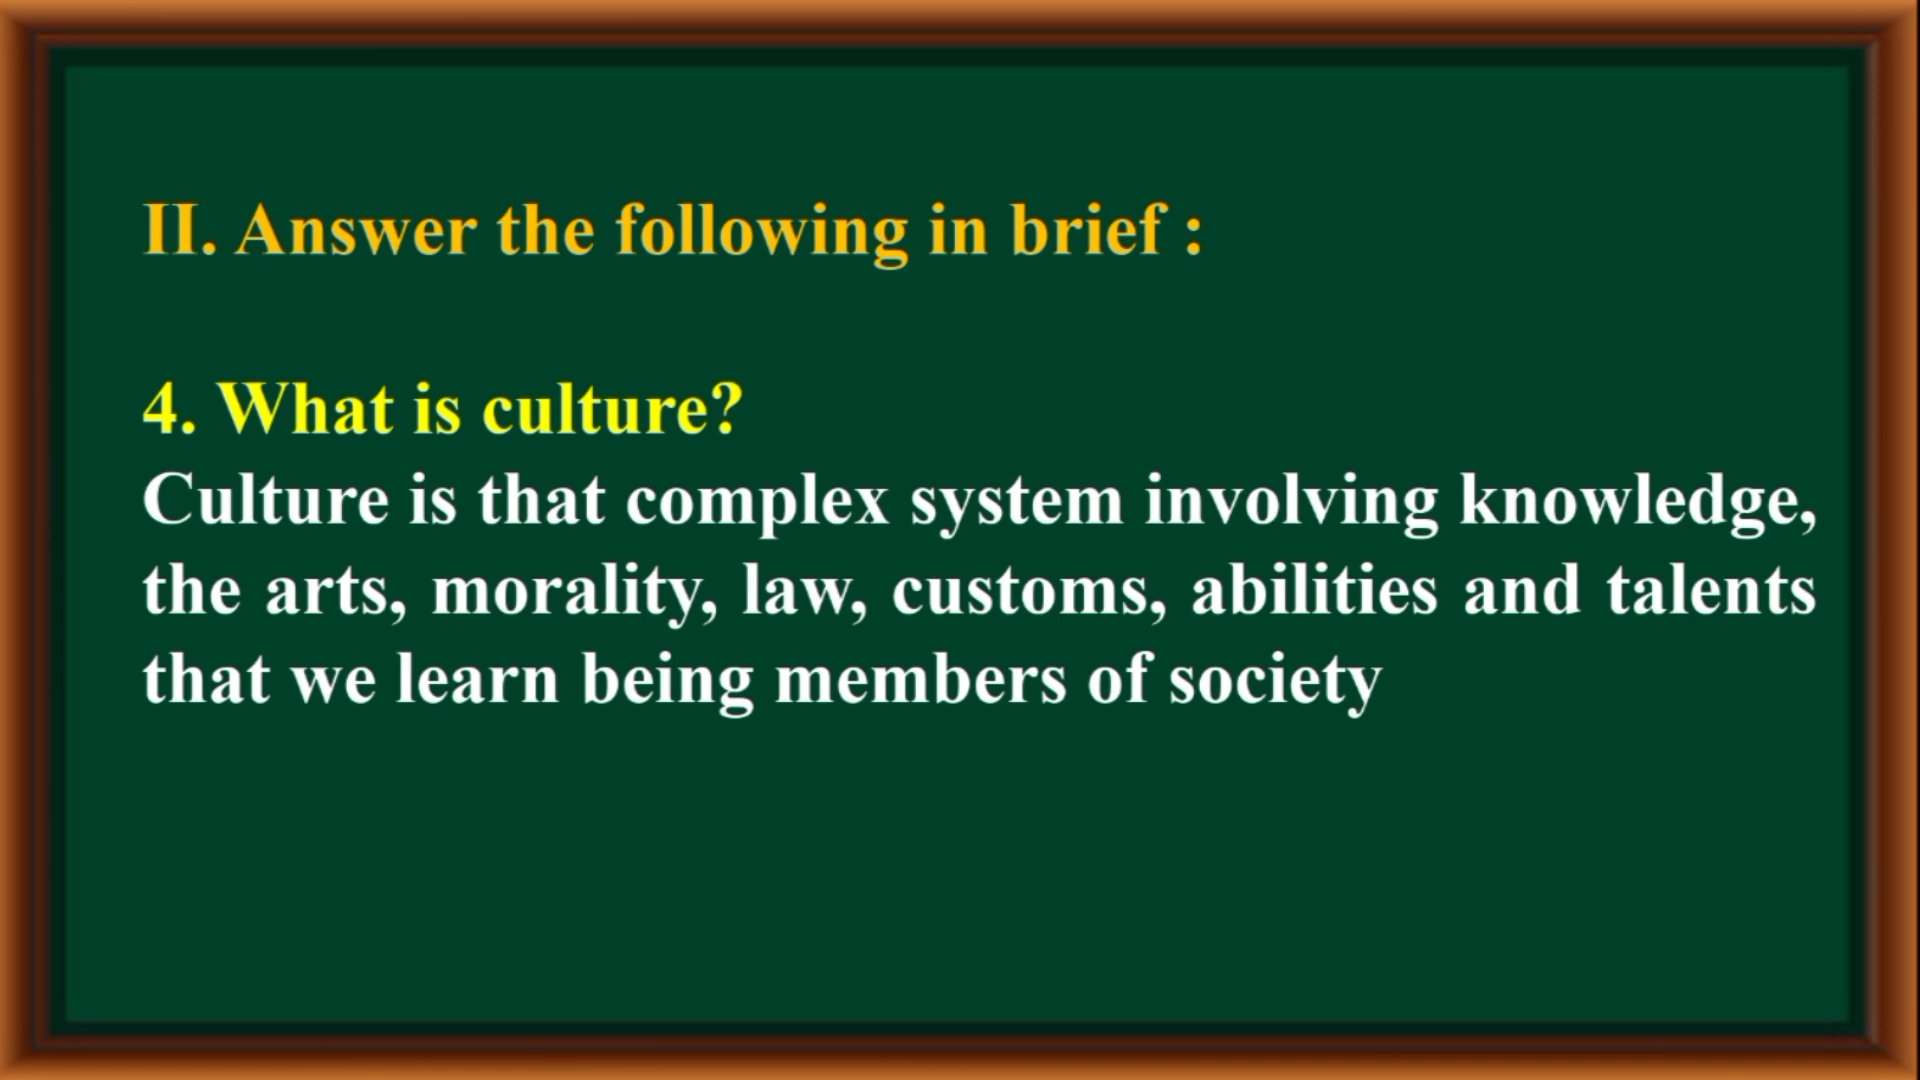 II. Answer the following in brief :
4. What is culture?
Culture is that complex system involving knowledge,
the arts, morality, law, customs, abilities and talents
that we learn being members of society